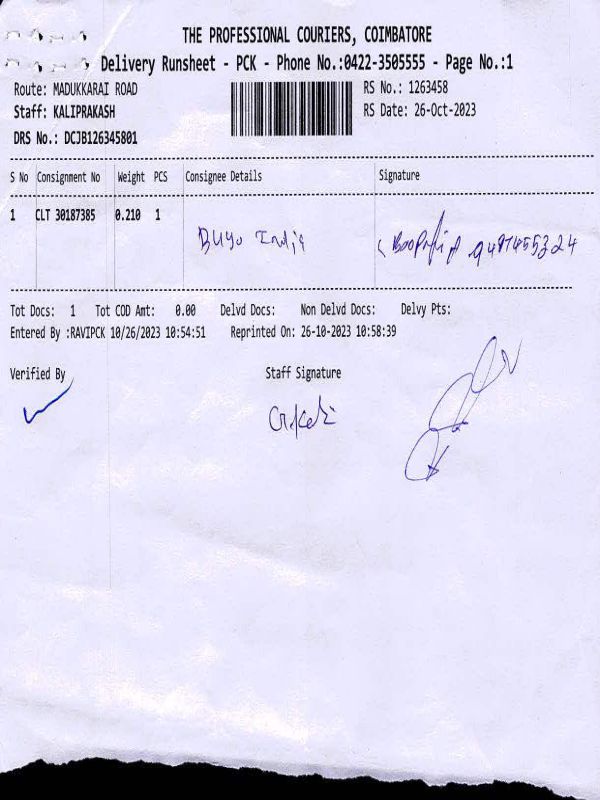 THE PROFESSIONAL COURIERS, COIMBATORE
Delivery Runsheet - PCK - Phone No.:0422-3505555 - Page No.:1
Route: MADUKKARAI ROAD RS No.: 1263458
Staff: KALIPRAKASH RS Date: 26-Oct-2023
DRS No.: DCJB126345801
S No Consignment No Weight PCS Consignee Details Signature
1 CLT 30187385 0.210 1
India
Tot Docs: 1 Tot COD Amt: 0.00 Delvd Docs: Non Delvd Docs: Delvy Pts:
Entered By :RAVIPCK 10/26/2023 10:54:51 Reprinted On: 26-10-2023 10:58:39
Verified By Staff Signature